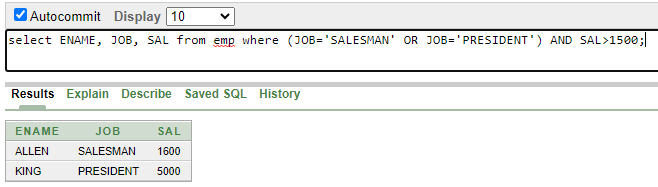 Autocommit Display 10
select ENAME, JOB, SAL from emp where (JOB='SALESMAN' OR JOB='PRESIDENT') AND SAL>1500;
Results Explain Describe Saved SQL History
ENAME JOB SAL
ALLEN SALESMAN 1600
KING PRESIDENT 5000